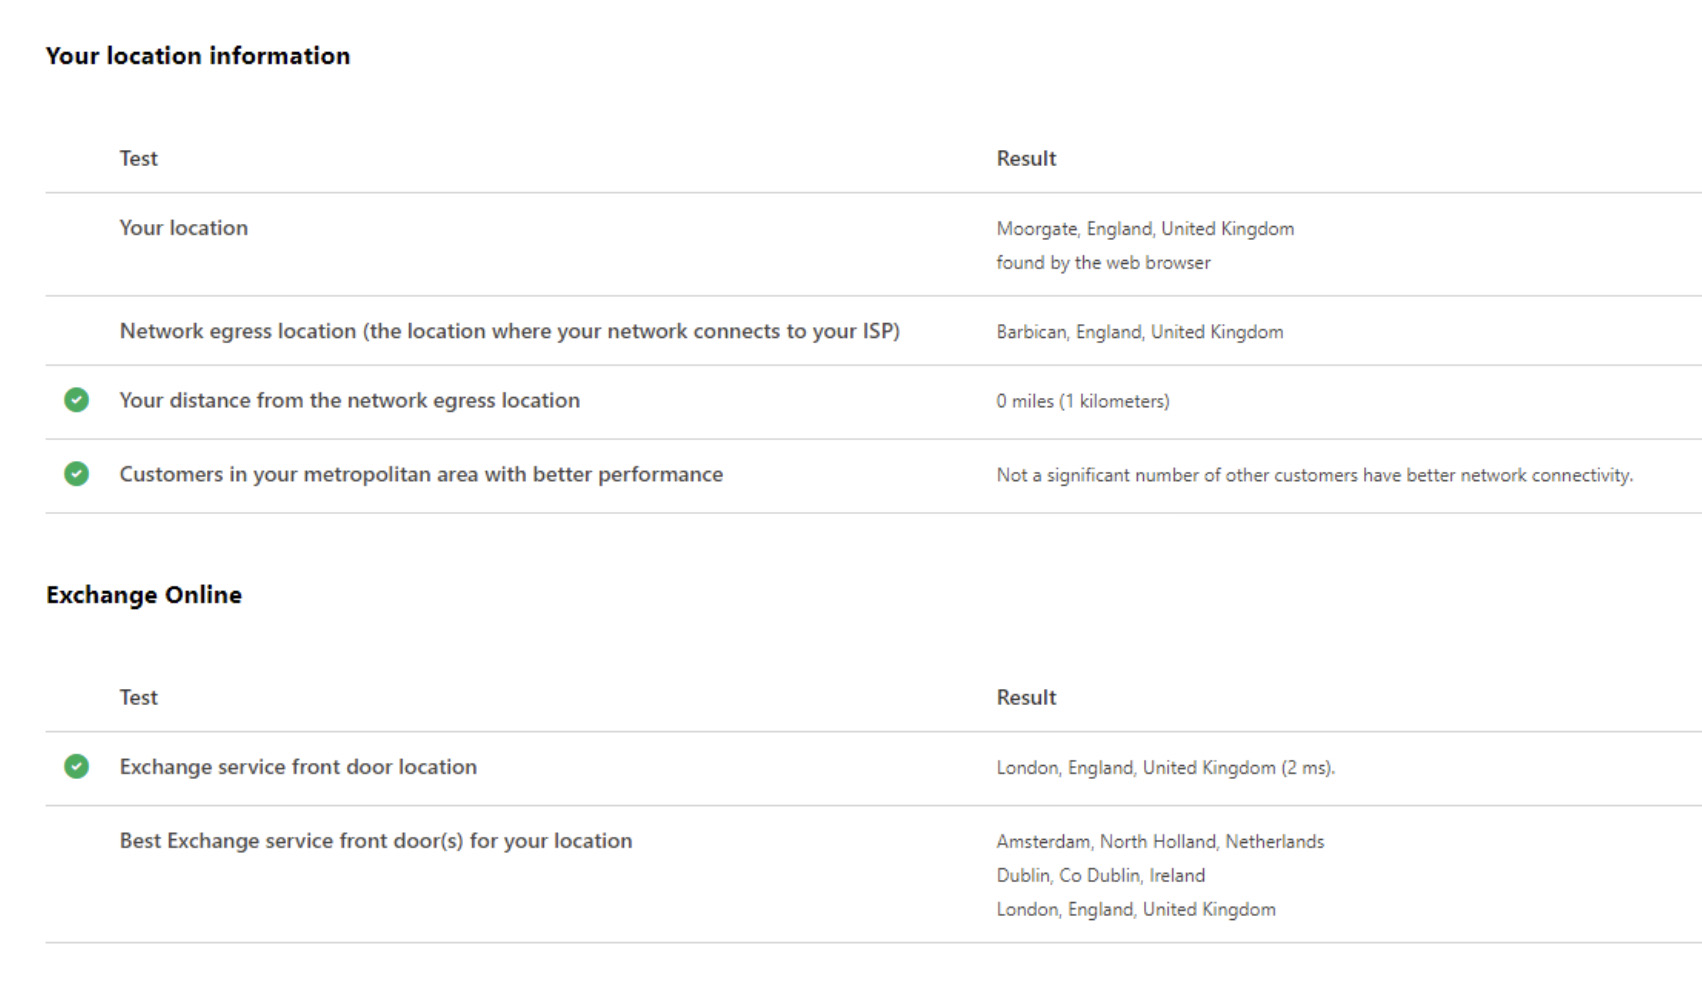 Your location information
Test Result
Your location Moorgate, England, United Kingdom
found by the web browser
Network egress location (the location where your network connects to your ISP) Barbican, England, United Kingdom
Your distance from the network egress location 0 miles (1 kilometers)
Customers in your metropolitan area with better performance Not a significant number of other customers have better network connectivity.
Exchange Online
Test Result
Exchange service front door location London, England, United Kingdom (2 ms).
Best Exchange service front door(s) for your location Amsterdam, North Holland, Netherlands
Dublin, Co Dublin, Ireland
London, England, United Kingdom